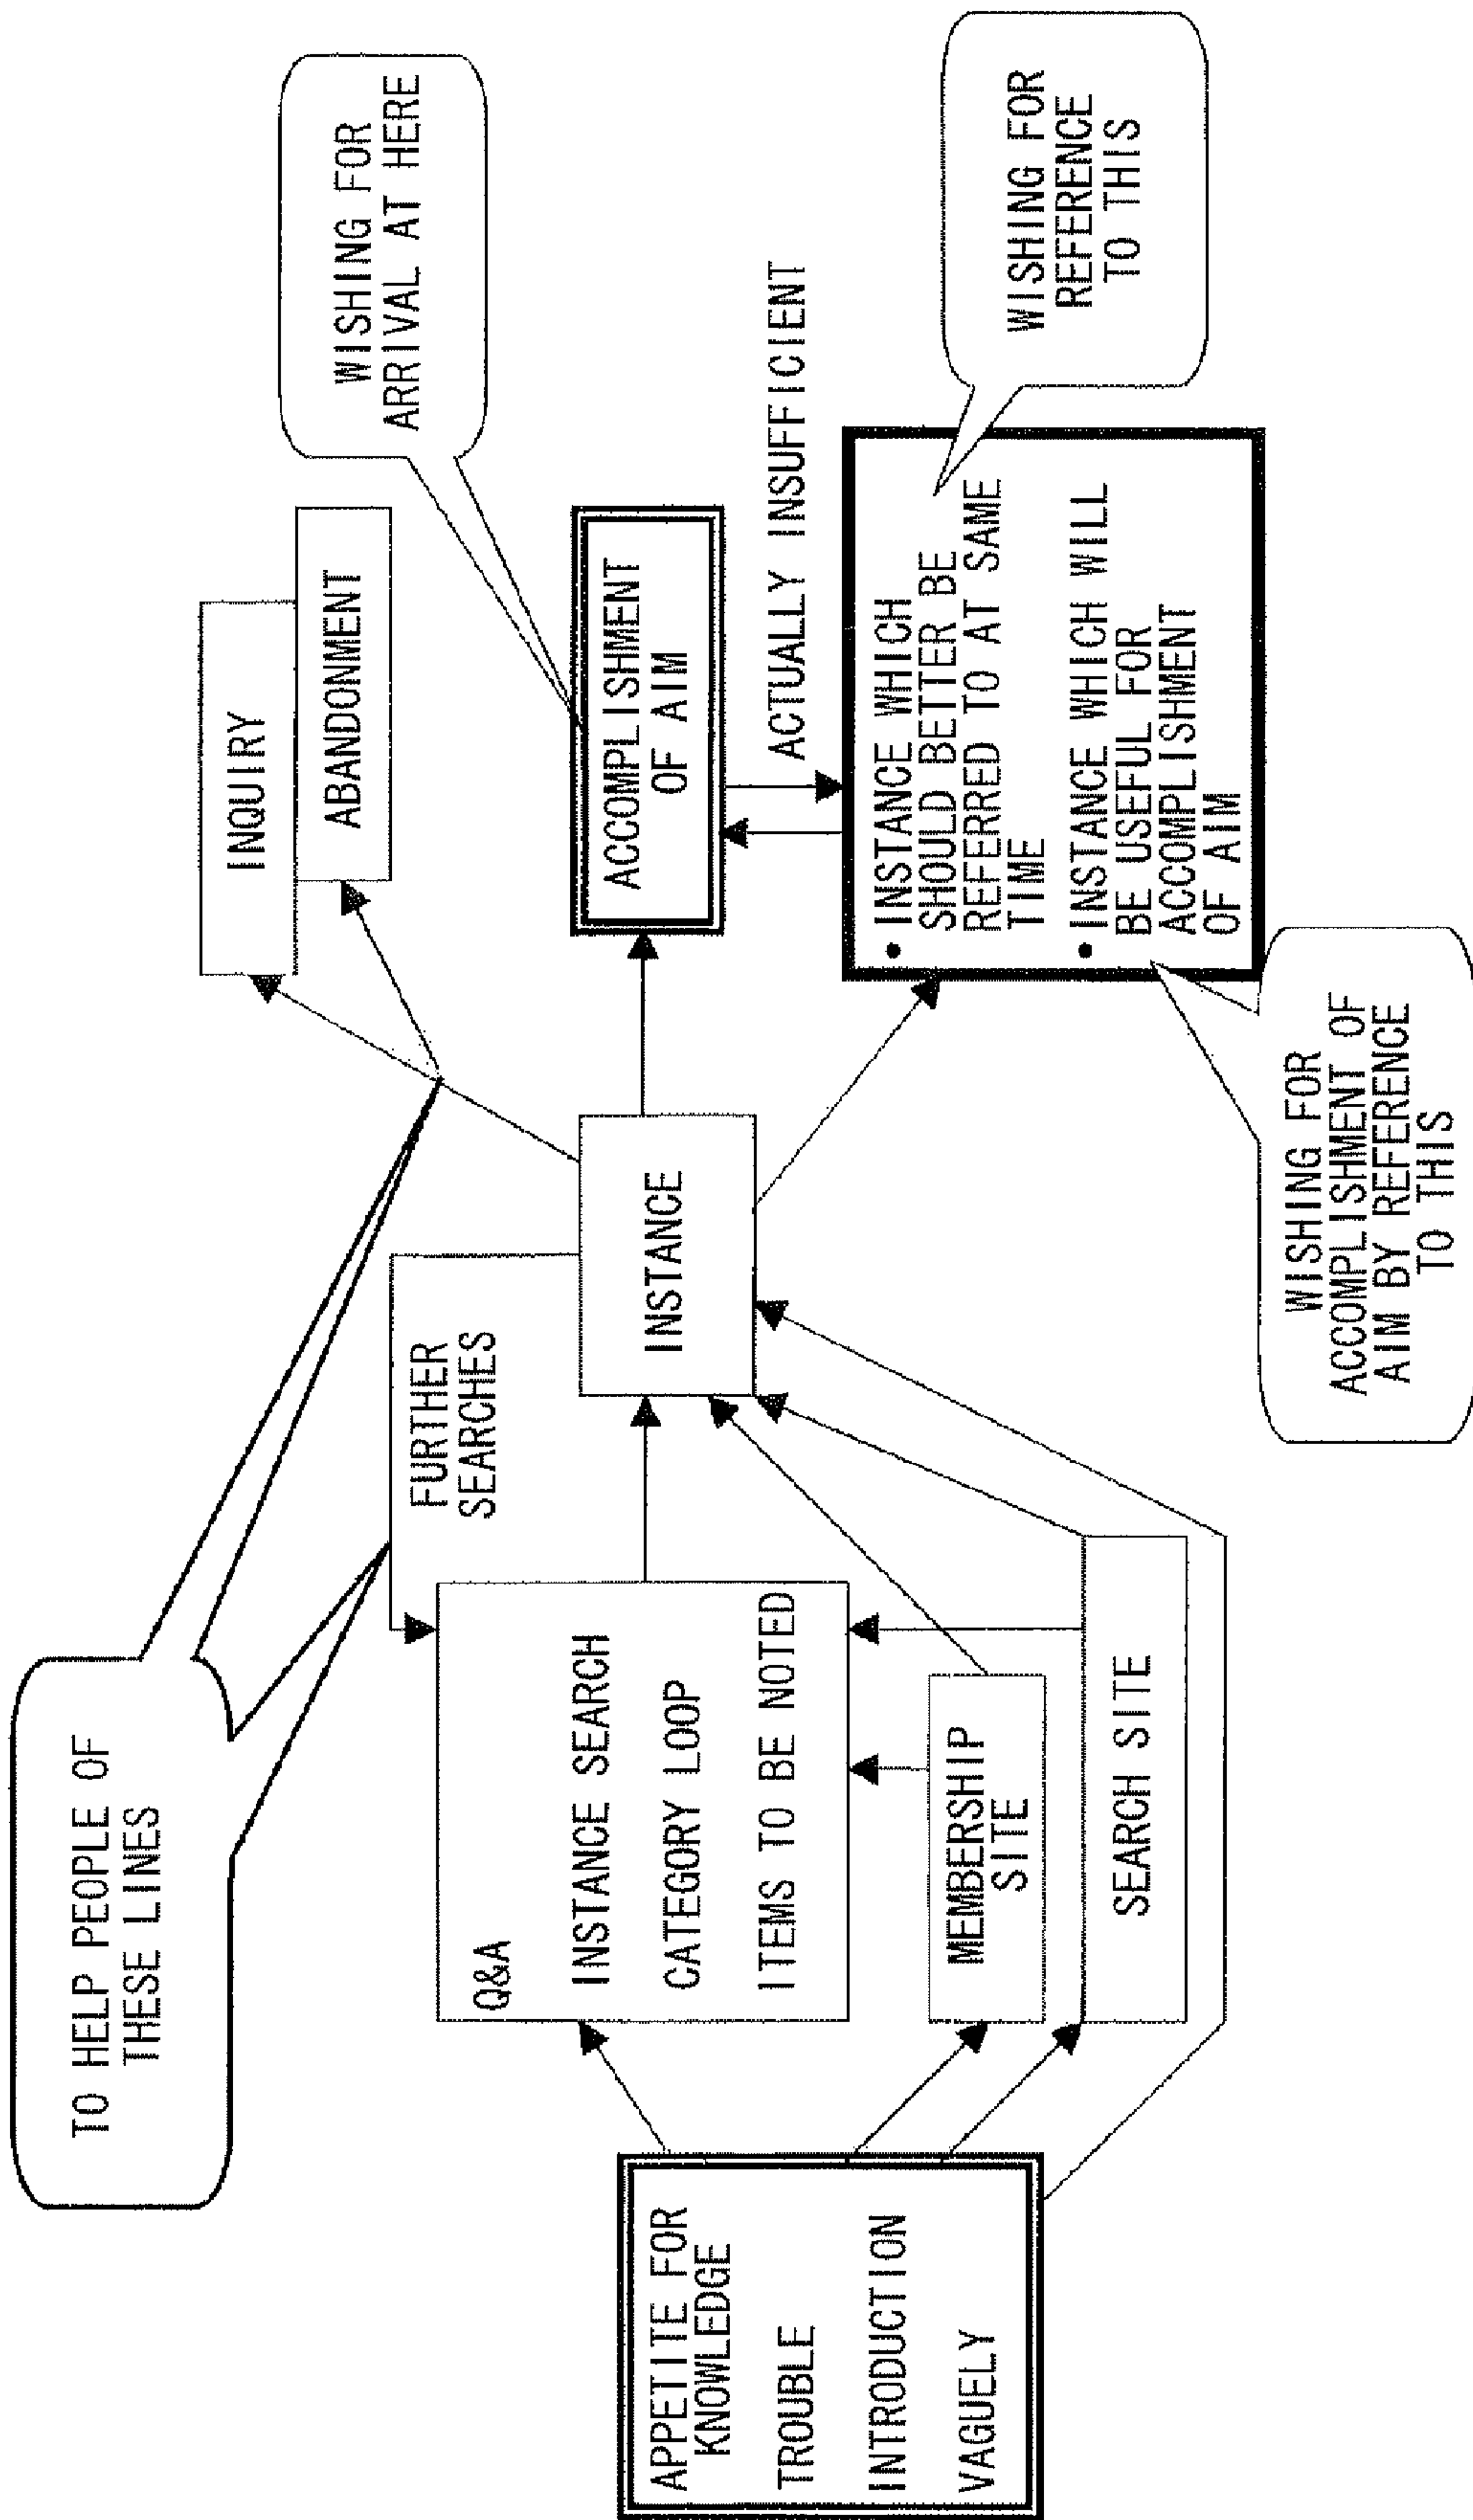 TO HELP PEOPLE OF
THESE LINES
WISHING FOR
ARRIVAL AT HERE
INQUIRY
ABANDONMENT
FURTHER
SEARCHES
Q&A
INSTANCE SEARCH
CATEGORY LOOP
ITEMS TO BE NOTED
INSTANCE
ACCOMPLISHMENT
OF AIM
ACTUALLY INSUFFICIENT
APPETITE FOR
KNOWLEDGE
TROUBLE
INTRODUCTION
VAGUELY
MEMBERSHIP
SITE
SEARCH SITE
• INSTANCE WHICH
SHOULD BETTER BE
REFERRED TO AT SAME
TIME
• INSTANCE WHICH WILL
BE USEFUL FOR
ACCOMPLISHMENT
OF AIM
WISHING FOR
REFERENCE
TO THIS
WISHING FOR
ACCOMPLISHMENT OF
AIM BY REFERENCE
TO THIS